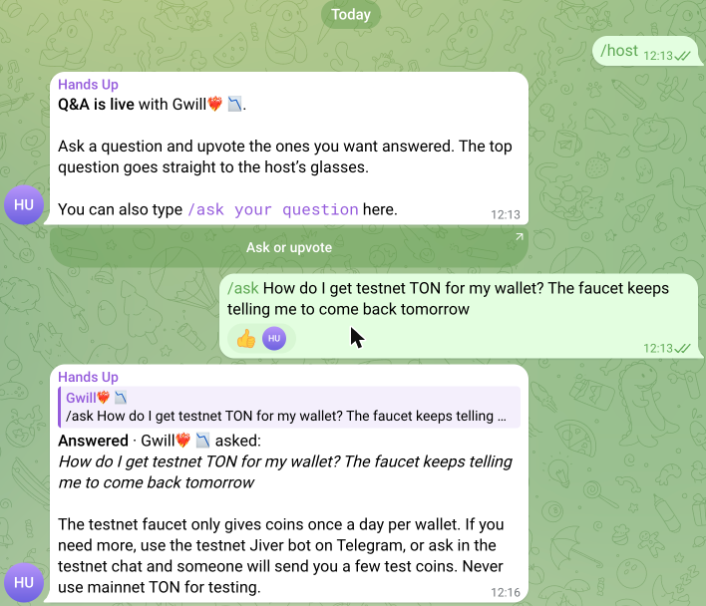 Today
/host 12:13
Hands Up
Q&A is live with Gwill❤️‍🔥 📉.
Ask a question and upvote the ones you want answered. The top
question goes straight to the host’s glasses.
You can also type /ask your question here.
12:13
HU
Ask or upvote
/ask How do I get testnet TON for my wallet? The faucet keeps
telling me to come back tomorrow
👍 HU
12:13
Hands Up
Gwill❤️‍🔥 📉
/ask How do I get testnet TON for my wallet? The faucet keeps telling ...
Answered · Gwill❤️‍🔥 📉 asked:
How do I get testnet TON for my wallet? The faucet keeps telling
me to come back tomorrow
The testnet faucet only gives coins once a day per wallet. If you
need more, use the testnet Jiver bot on Telegram, or ask in the
testnet chat and someone will send you a few test coins. Never
use mainnet TON for testing.
12:16
HU